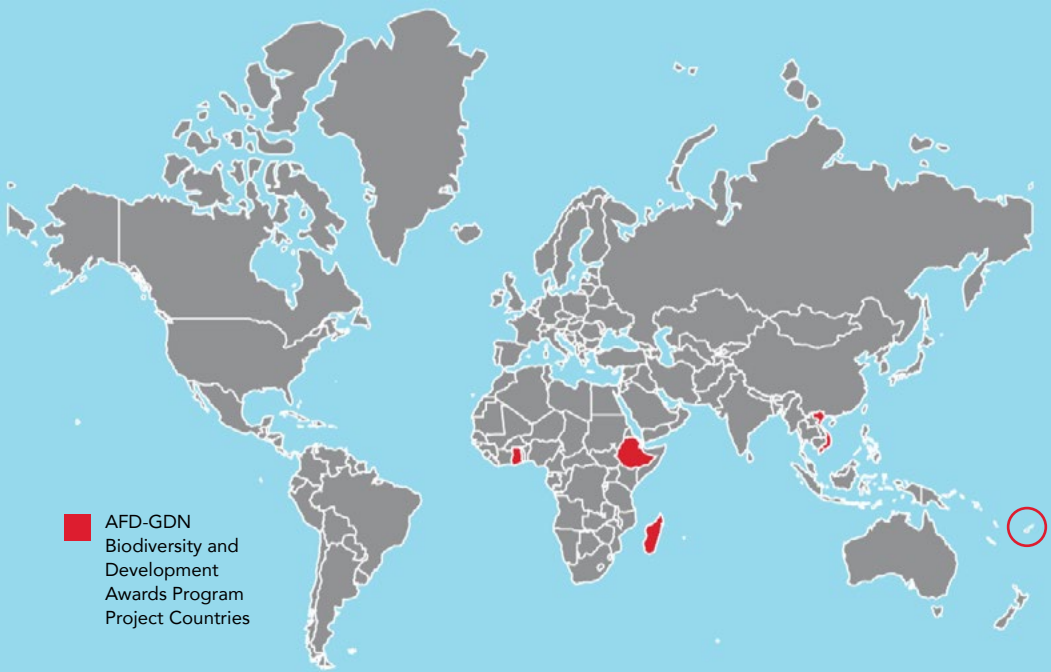 AFD-GDN
Biodiversity and
Development
Awards Program
Project Countries